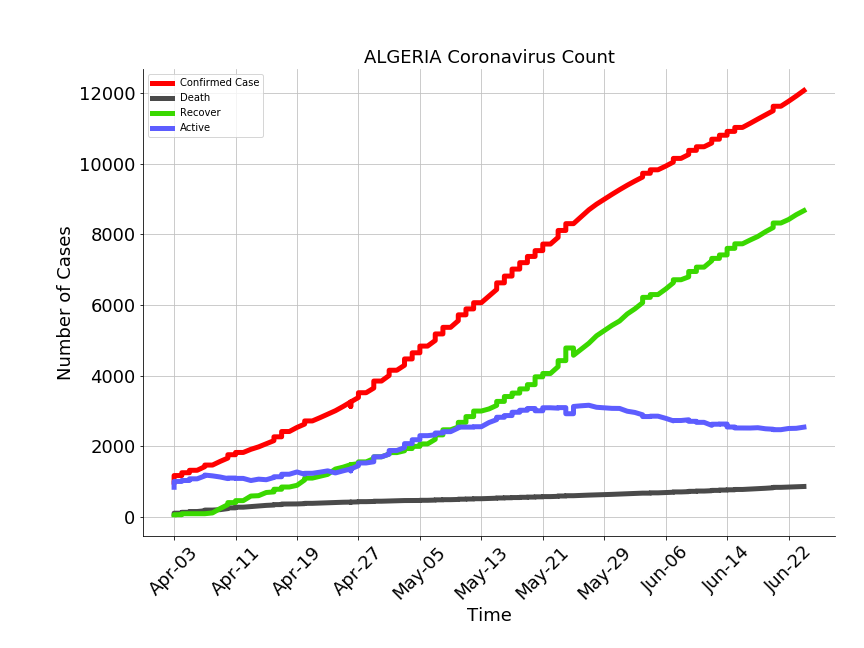 ALGERIA Coronavirus Count
Confirmed Case
Death
Recover
Active
Number of Cases
12000
10000
8000
6000
4000
2000
0
Apr-03
Apr-11
Apr-19
Apr-27
May-05
May-13
May-21
May-29
Jun-06
Jun-14
Jun-22
Time